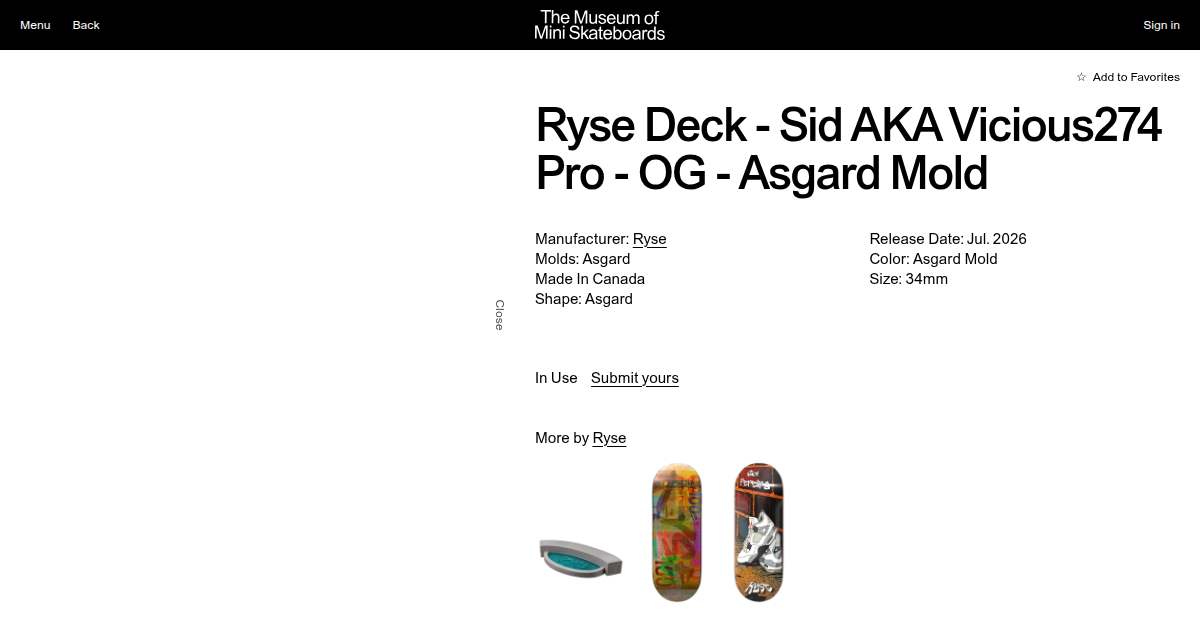 Menu
Back
The Museum of
Mini Skateboards
Sign in
☆ Add to Favorites
Ryse Deck - Sid AKA Vicious274
Pro - OG - Asgard Mold
Manufacturer: Ryse
Molds: Asgard
Made In Canada
Shape: Asgard
Release Date: Jul. 2026
Color: Asgard Mold
Size: 34mm
Close
In Use
Submit yours
More by Ryse